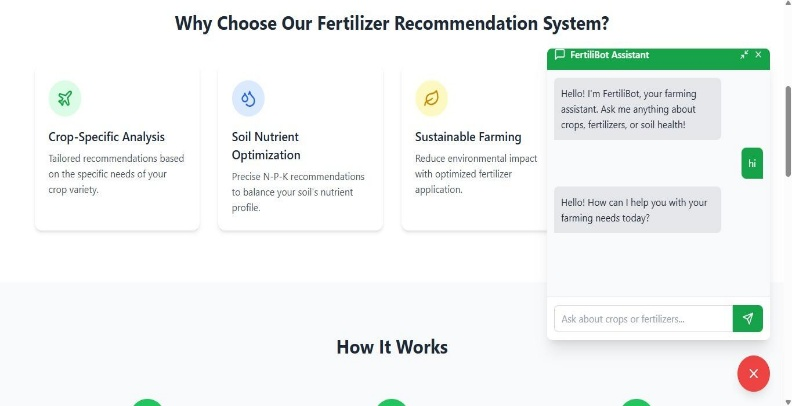 Why Choose Our Fertilizer Recommendation System?
Crop-Specific Analysis
Tailored recommendations based
on the specific needs of your
crop variety.
Soil Nutrient
Optimization
Precise N-P-K recommendations
to balance your soil's nutrient
profile.
Sustainable Farming
Reduce environmental impact
with optimized fertilizer
application.
FertiliBot Assistant
Hello! I'm FertiliBot, your farming
assistant. Ask me anything about
crops, fertilizers, or soil health!
hi
Hello! How can I help you with your
farming needs today?
Ask about crops or fertilizers...
How It Works